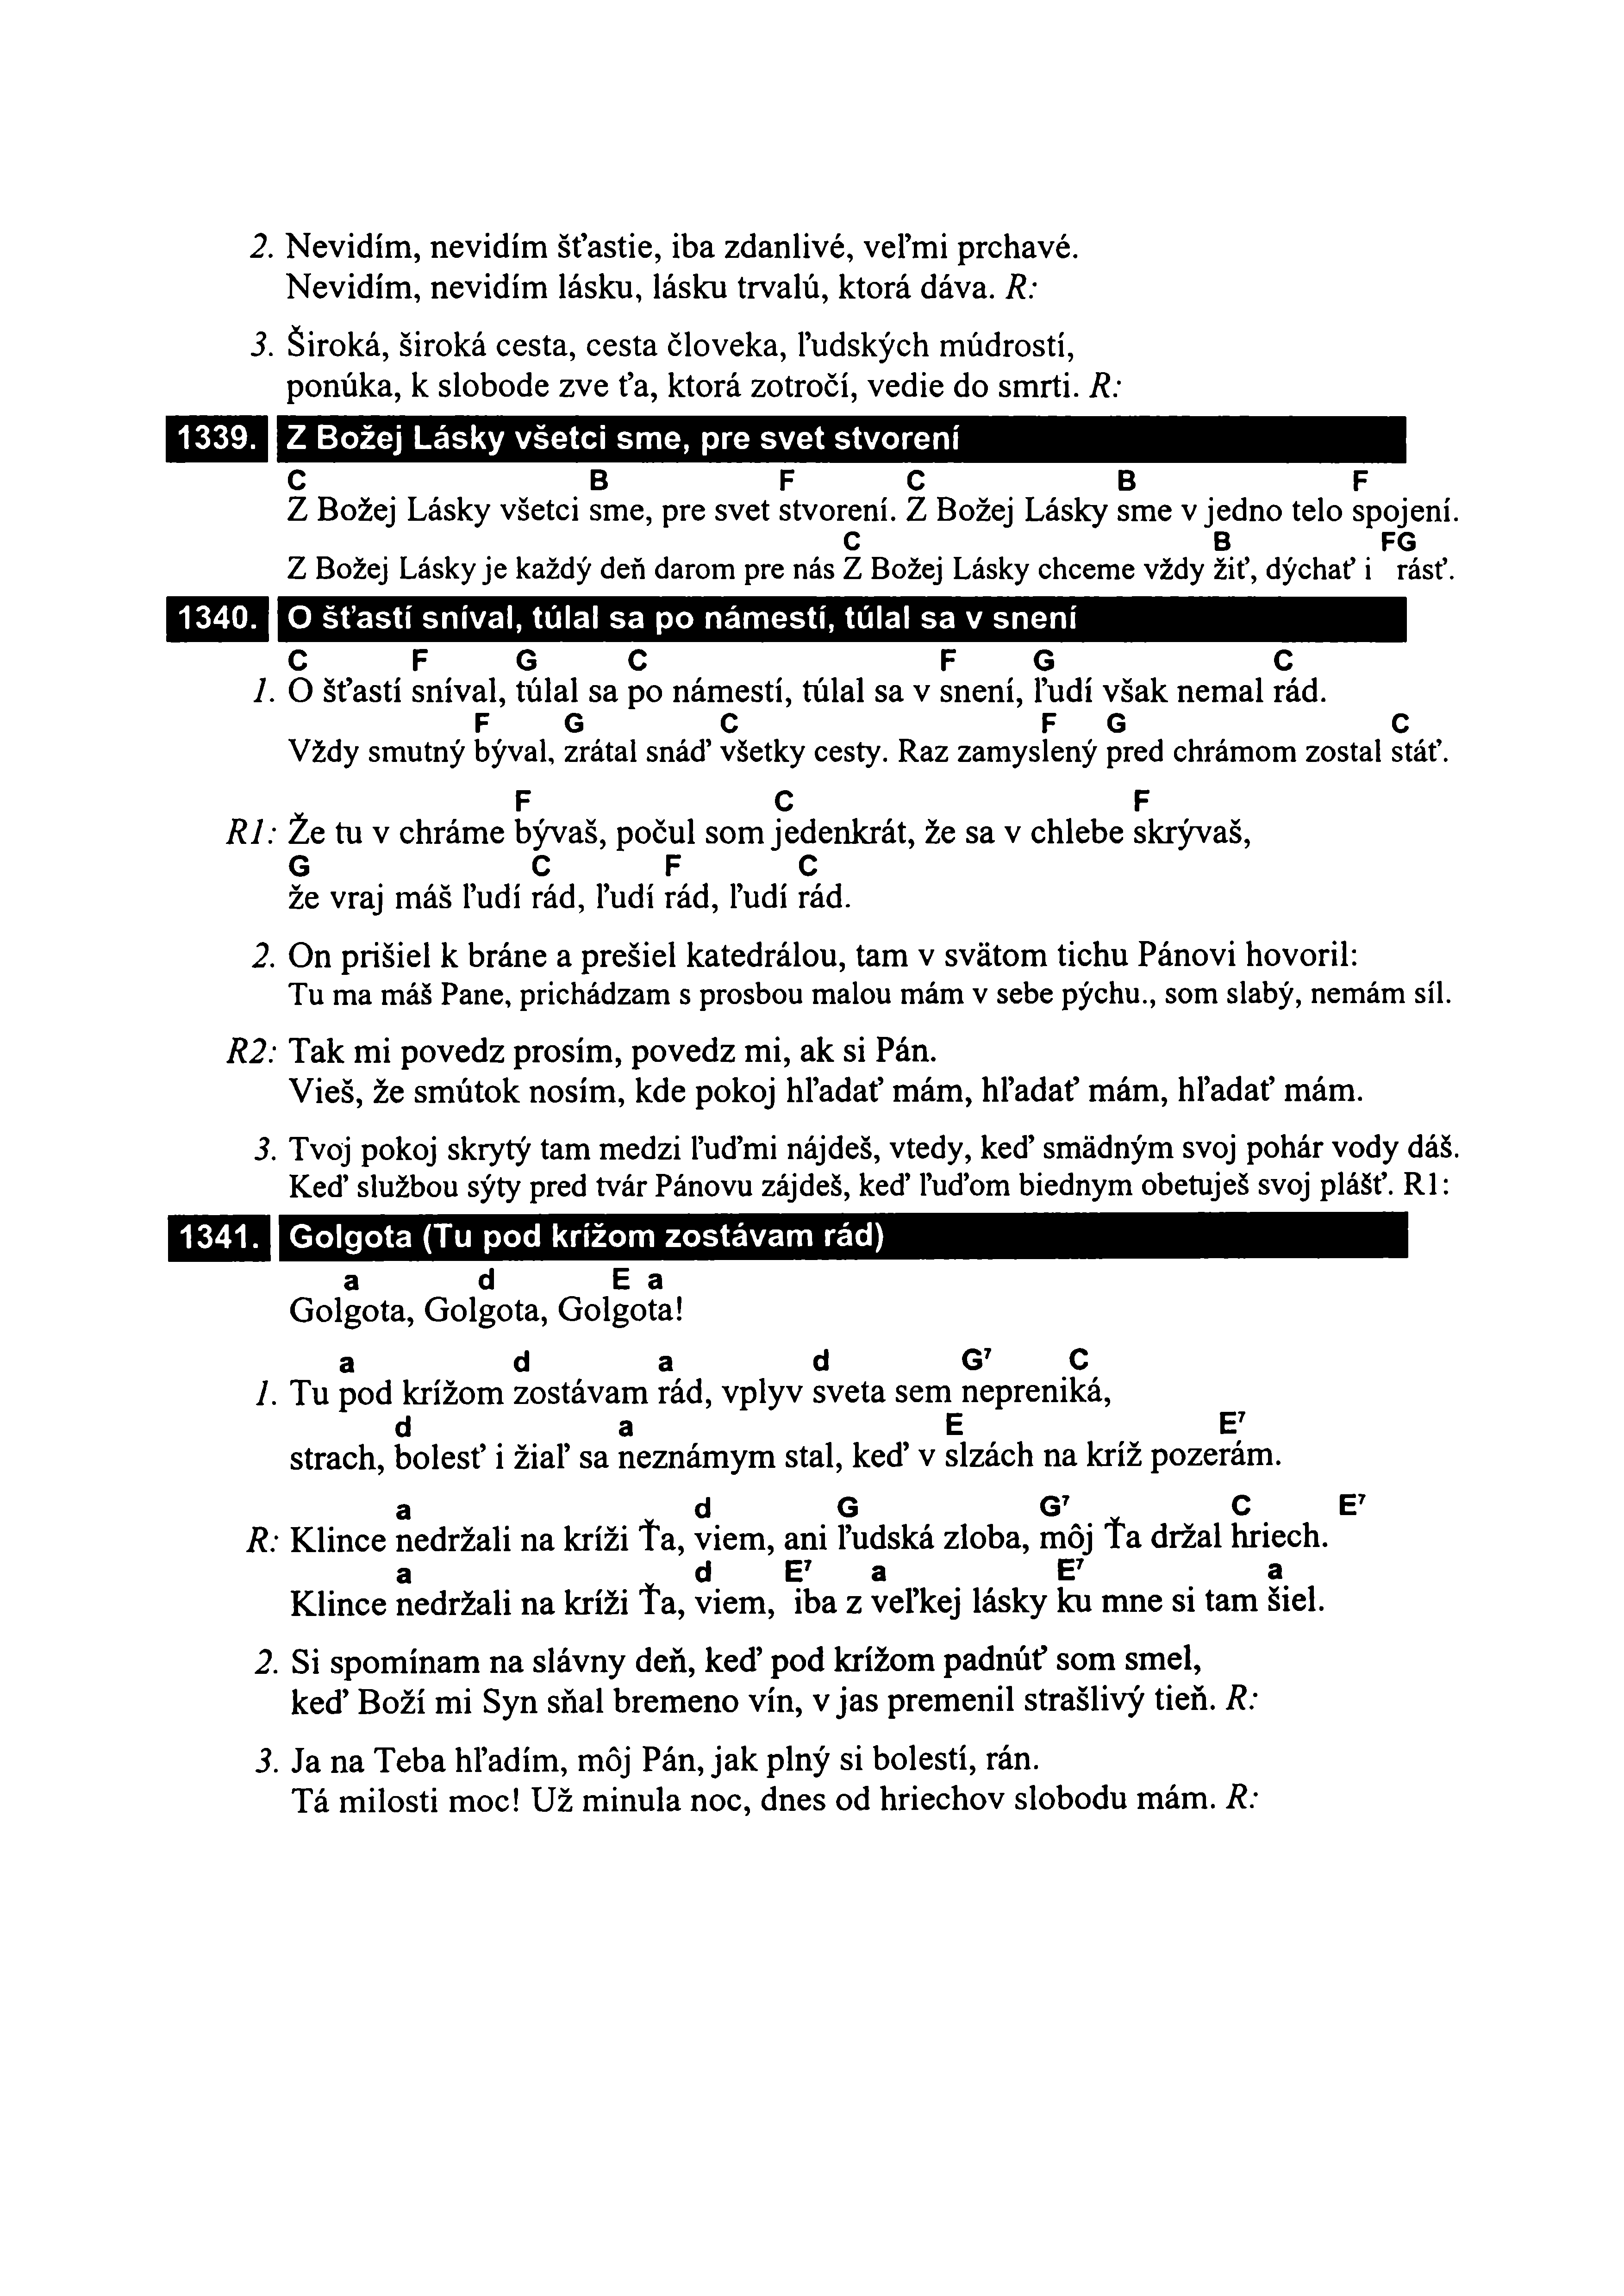 2. Nevidím, nevidím šťastie, iba zdanlivé, veľmi prchavé.
Nevidím, nevidím lásku, lásku trvalú, ktorá dáva. R:
3. Široká, široká cesta, cesta človeka, ľudských múdrostí,
ponúka, k slobode zve ťa, ktorá zotročí, vedie do smrti. R:
1339. Z Božej Lásky všetci sme, pre svet stvorení
C B F C B F
Z Božej Lásky všetci sme, pre svet stvorení. Z Božej Lásky sme v jedno telo spojení.
C B FG
Z Božej Lásky je každý deň darom pre nás Z Božej Lásky chceme vždy žiť, dýchať i rásť.
1340. O šťastí sníval, túlal sa po námestí, túlal sa v snení
C F G C F G C
1. O šťastí sníval, túlal sa po námestí, túlal sa v snení, ľudí však nemal rád.
F G C F G C
Vždy smutný býval, zrátal snáď všetky cesty. Raz zamyslený pred chrámom zostal stáť.
F C F
R1: Že tu v chráme bývaš, počul som jedenkrát, že sa v chlebe skrývaš,
G C F C
že vraj máš ľudí rád, ľudí rád, ľudí rád.
2. On prišiel k bráne a prešiel katedrálou, tam v svätom tichu Pánovi hovoril:
Tu ma máš Pane, prichádzam s prosbou malou mám v sebe pýchu., som slabý, nemám síl.
R2: Tak mi povedz prosím, povedz mi, ak si Pán.
Vieš, že smútok nosím, kde pokoj hľadať mám, hľadať mám, hľadať mám.
3. Tvoj pokoj skrytý tam medzi ľuďmi nájdeš, vtedy, keď smädným svoj pohár vody dáš.
Keď službou sýty pred tvár Pánovu zájdeš, keď ľuďom biednym obetuješ svoj plášť. R1:
1341. Golgota (Tu pod krížom zostávam rád)
a d E a
Golgota, Golgota, Golgota!
a d a d G⁷ C
1. Tu pod krížom zostávam rád, vplyv sveta sem nepreniká,
d a E E⁷
strach, bolesť i žiaľ sa neznámym stal, keď v slzách na kríž pozerám.
a d G G⁷ C E⁷
R: Klince nedržali na kríži Ťa, viem, ani ľudská zloba, môj Ťa držal hriech.
a d E⁷ a E⁷ a
Klince nedržali na kríži Ťa, viem, iba z veľkej lásky ku mne si tam šiel.
2. Si spomínam na slávny deň, keď pod krížom padnúť som smel,
keď Boží mi Syn sňal bremeno vín, v jas premenil strašlivý tieň. R:
3. Ja na Teba hľadím, môj Pán, jak plný si bolestí, rán.
Tá milosti moc! Už minula noc, dnes od hriechov slobodu mám. R: